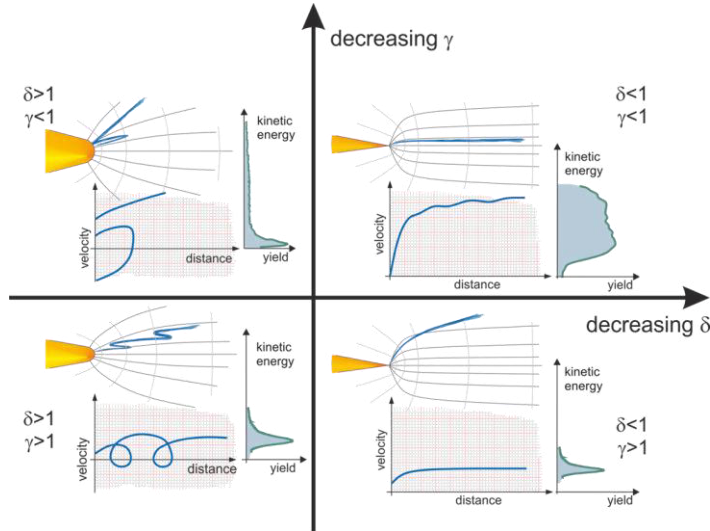 decreasing γ
δ>1
γ<1
kinetic
energy
velocity
distance
yield
δ<1
γ<1
kinetic
energy
velocity
distance
yield
decreasing δ
δ>1
γ>1
kinetic
energy
velocity
distance
yield
kinetic
energy
δ<1
γ>1
velocity
distance
yield